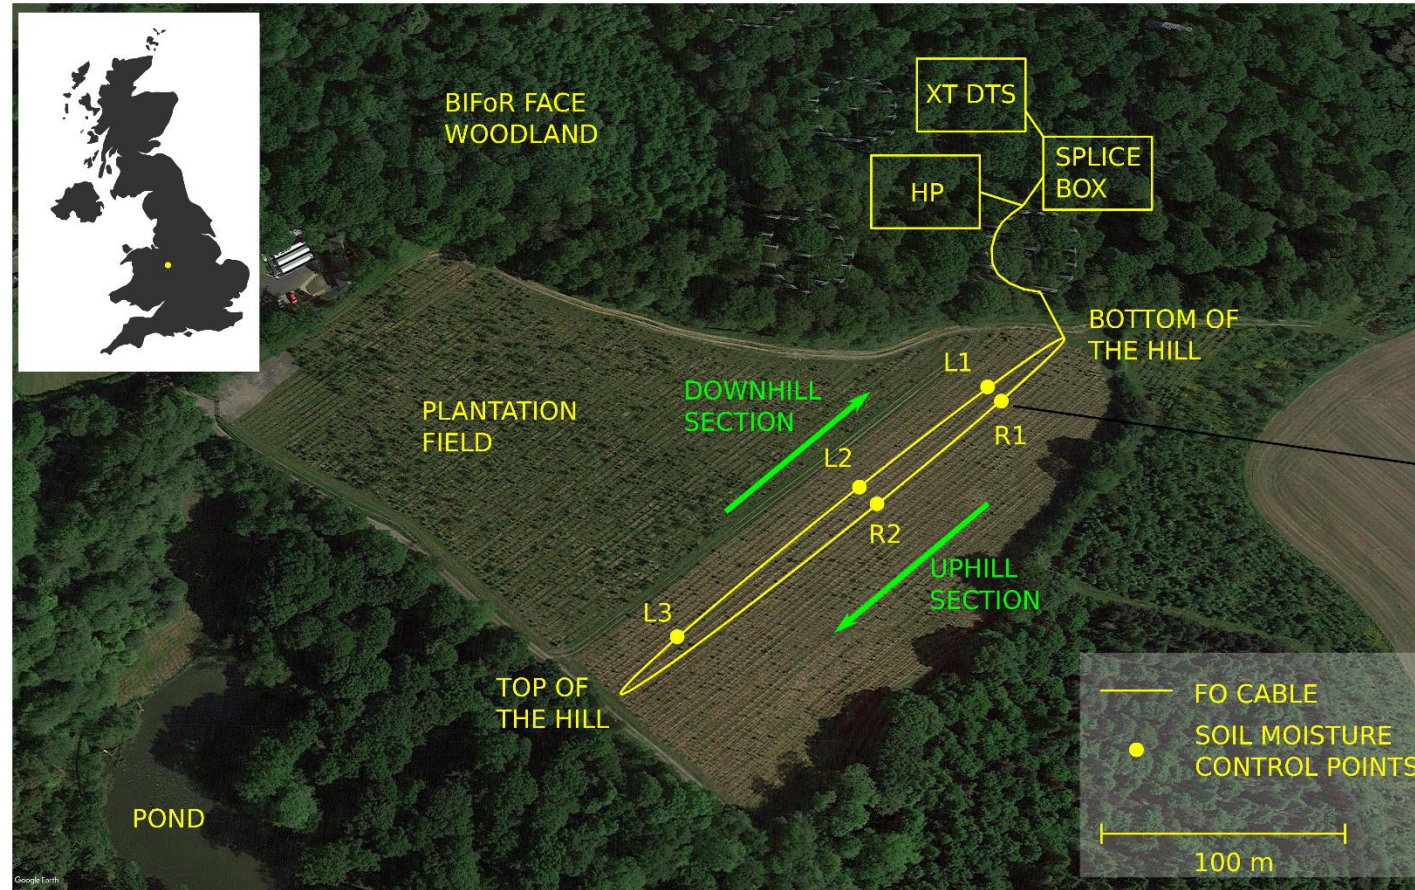 BIFoR FACE
WOODLAND
XT DTS
SPLICE
BOX
HP
BOTTOM OF
THE HILL
L1
DOWNHILL
SECTION
PLANTATION
FIELD
R1
L2
R2
UPHILL
SECTION
L3
TOP OF
THE HILL
FO CABLE
SOIL MOISTURE
CONTROL POINTS
POND
100 m
Google Earth